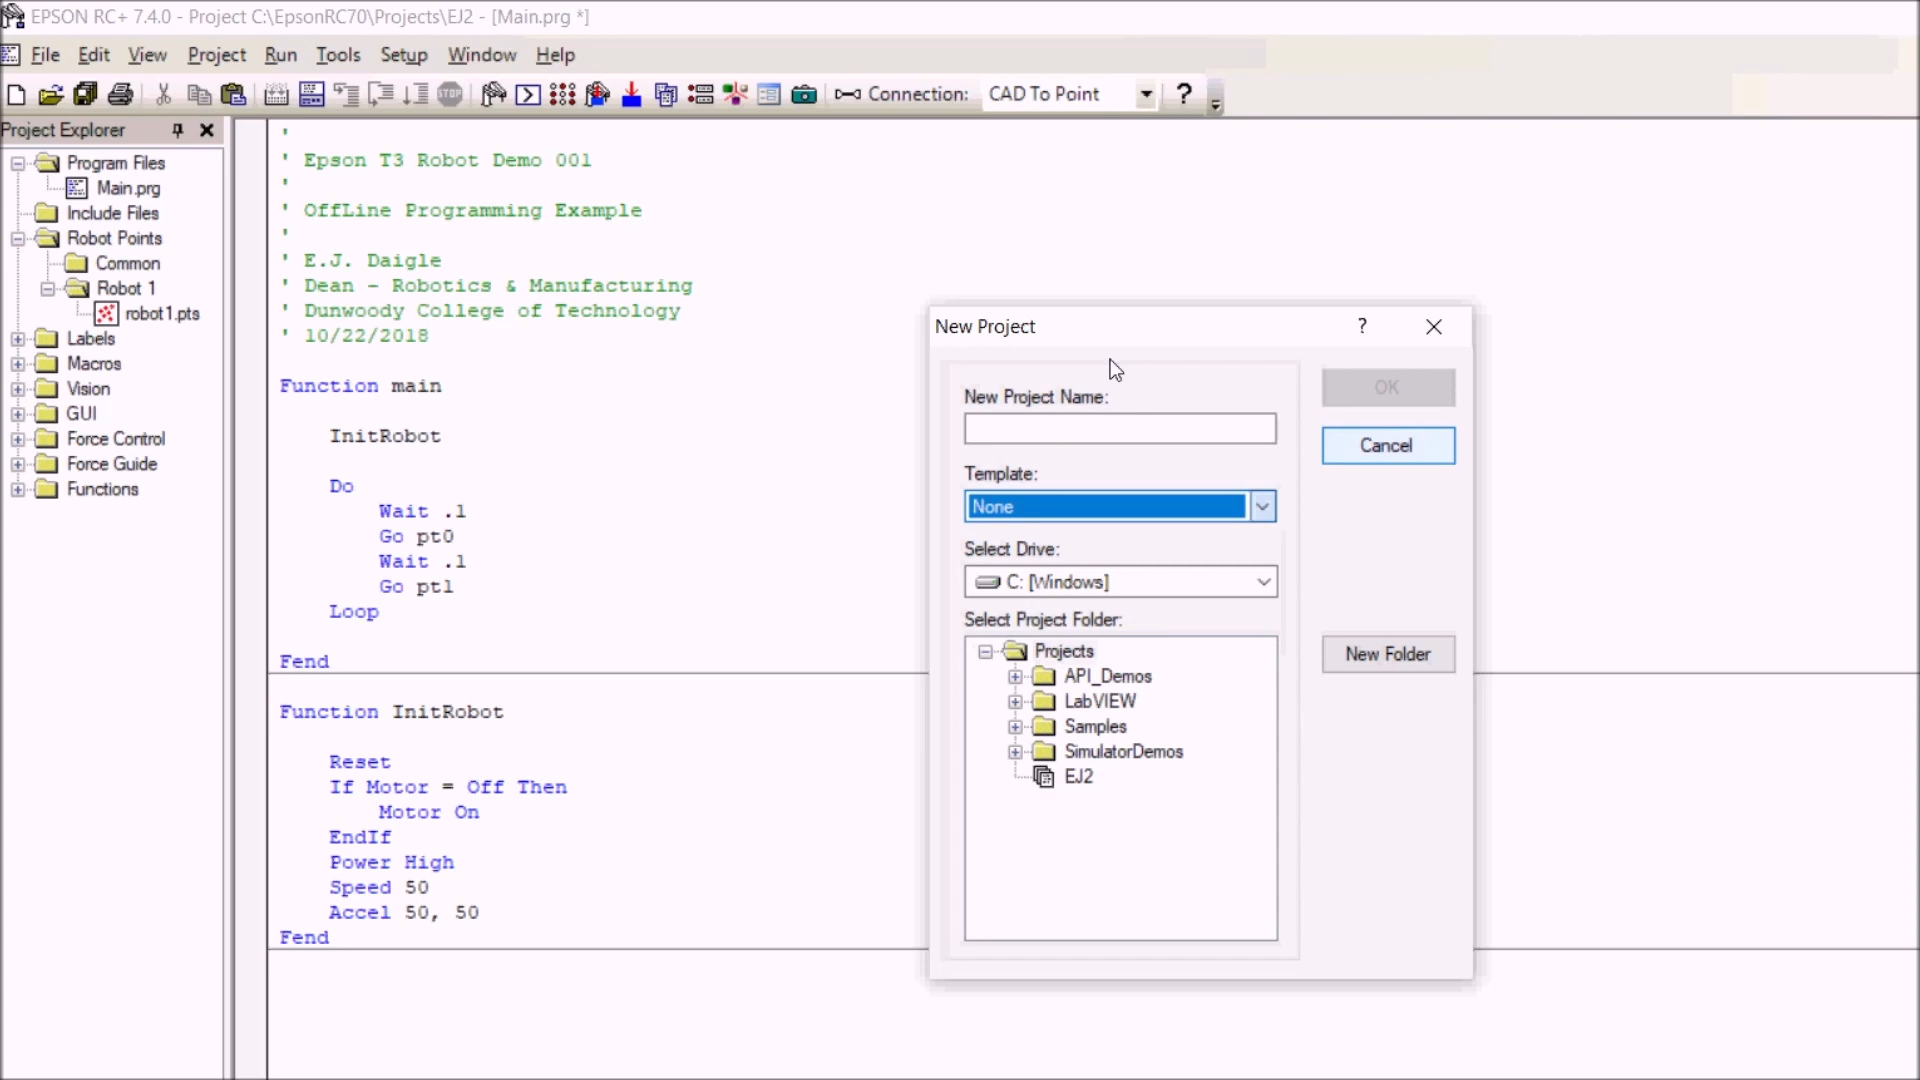 EPSON RC+ 7.4.0 - Project C:\EpsonRC70\Projects\EJ2 - [Main.prg *]
File Edit View Project Run Tools Setup Window Help
STOP Connection: CAD To Point ?
Project Explorer
Program Files
Main.prg
Include Files
Robot Points
Common
Robot 1
robot1.pts
Labels
Macros
Vision
GUI
Force Control
Force Guide
Functions
'
' Epson T3 Robot Demo 001
'
' OffLine Programming Example
'
' E.J. Daigle
' Dean - Robotics & Manufacturing
' Dunwoody College of Technology
' 10/22/2018
Function main
InitRobot
Do
Wait .1
Go pt0
Wait .1
Go pt1
Loop
Fend
Function InitRobot
Reset
If Motor = Off Then
Motor On
EndIf
Power High
Speed 50
Accel 50, 50
Fend
New Project ?
New Project Name:
OK
Cancel
Template:
None
Select Drive:
C: [Windows]
Select Project Folder:
Projects
New Folder
API_Demos
LabVIEW
Samples
SimulatorDemos
EJ2